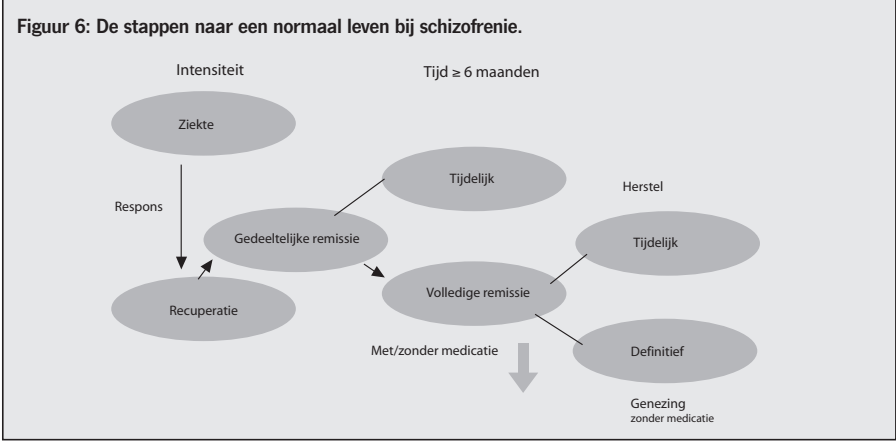 Figuur 6: De stappen naar een normaal leven bij schizofrenie.
Intensiteit
Tijd ≥ 6 maanden
Ziekte
Tijdelijk
Herstel
Respons
Gedeeltelijke remissie
Tijdelijk
Volledige remissie
Recuperatie
Met/zonder medicatie
Definitief
Genezing
zonder medicatie